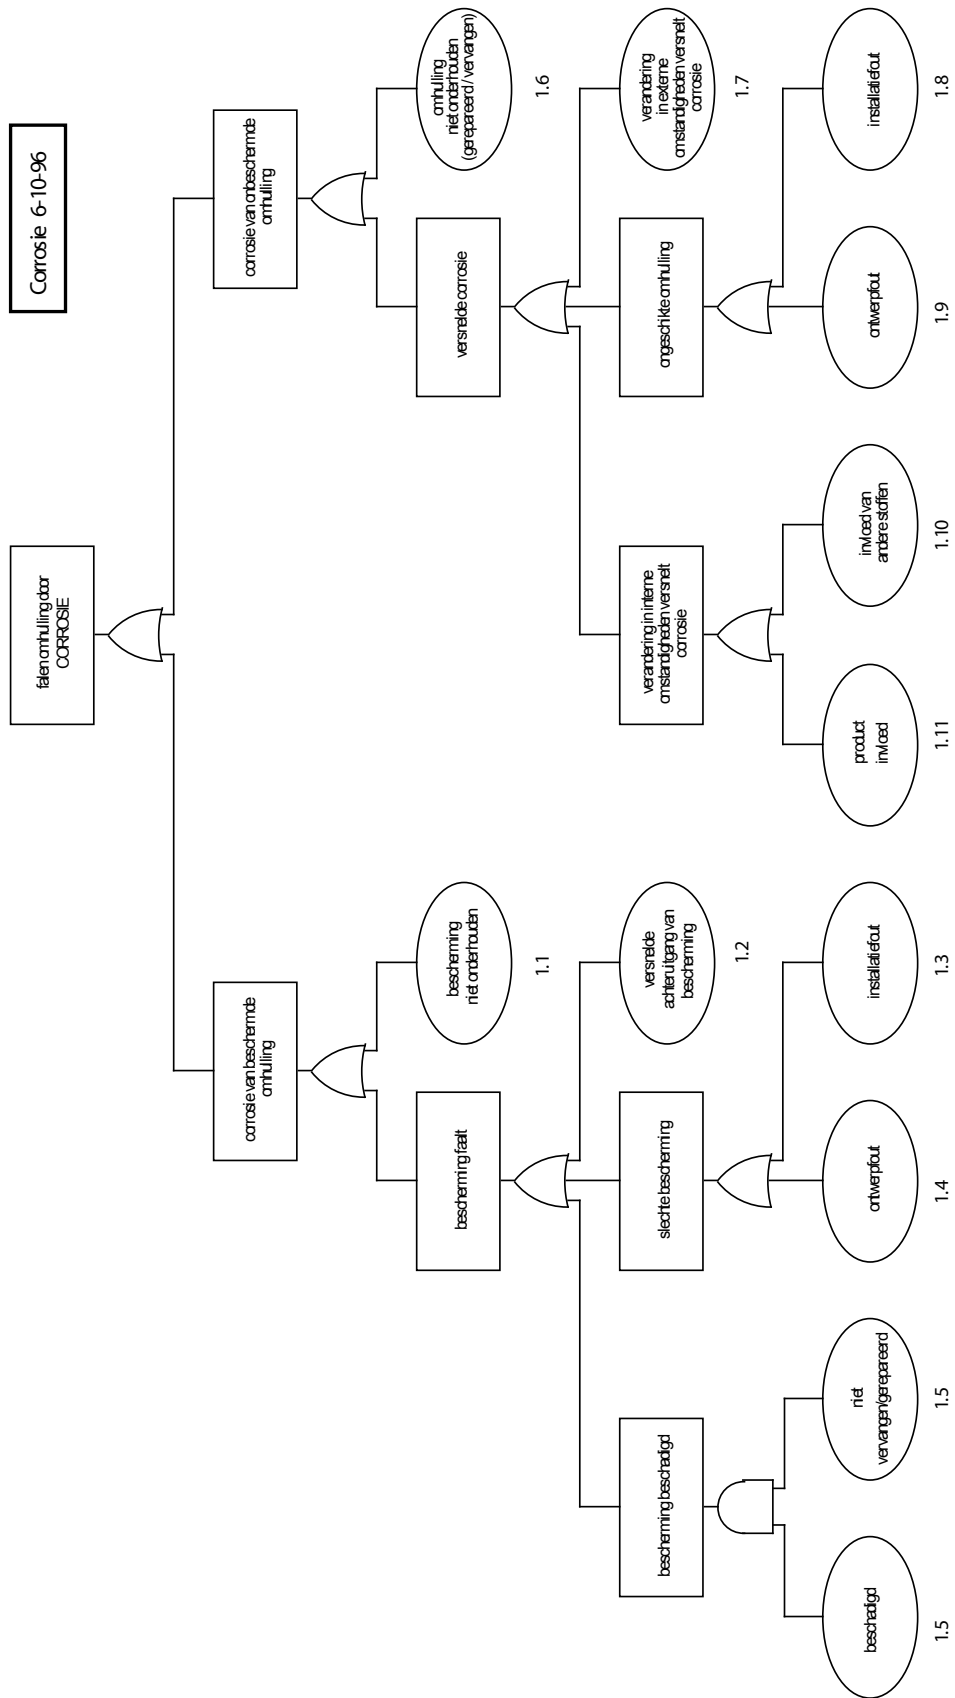 Corrosie 6-10-96
falen omhulling door
CORROSIE
corrosie van beschermde
omhulling
corrosie van onbeschermde
omhulling
bescherming faalt
bescherming
niet onderhouden
1.1
versnelde corrosie
omhulling
niet onderhouden
(gerepareerd / vervangen)
1.6
bescherming beschadigd
slechte bescherming
versnelde
achteruitgang van
bescherming
1.2
verandering in interne
omstandigheden versnelt
corrosie
ongeschikte omhulling
verandering
in externe
omstandigheden versnelt
corrosie
1.7
beschadigd
1.5
niet
vervangen/gerepareerd
1.5
ontwerpfout
1.4
installatiefout
1.3
product
invloed
1.11
invloed van
andere stoffen
1.10
ontwerpfout
1.9
installatiefout
1.8